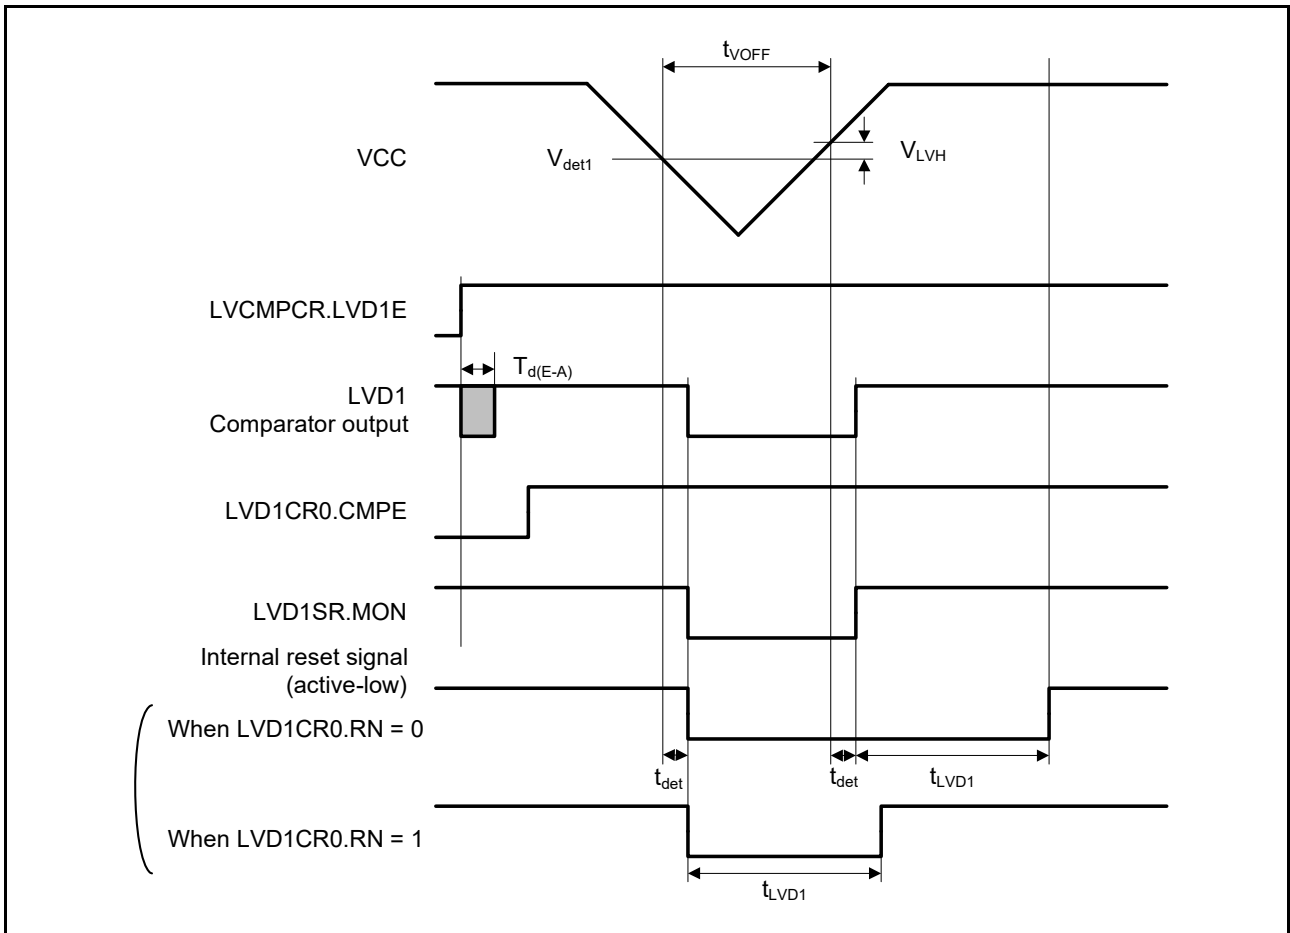 tVOFF
VCC
Vdet1
VLVH
LVCMPCR.LVD1E
Td(E-A)
LVD1
Comparator output
LVD1CR0.CMPE
LVD1SR.MON
Internal reset signal
(active-low)
When LVD1CR0.RN = 0
tdet
tdet
tLVD1
When LVD1CR0.RN = 1
tLVD1